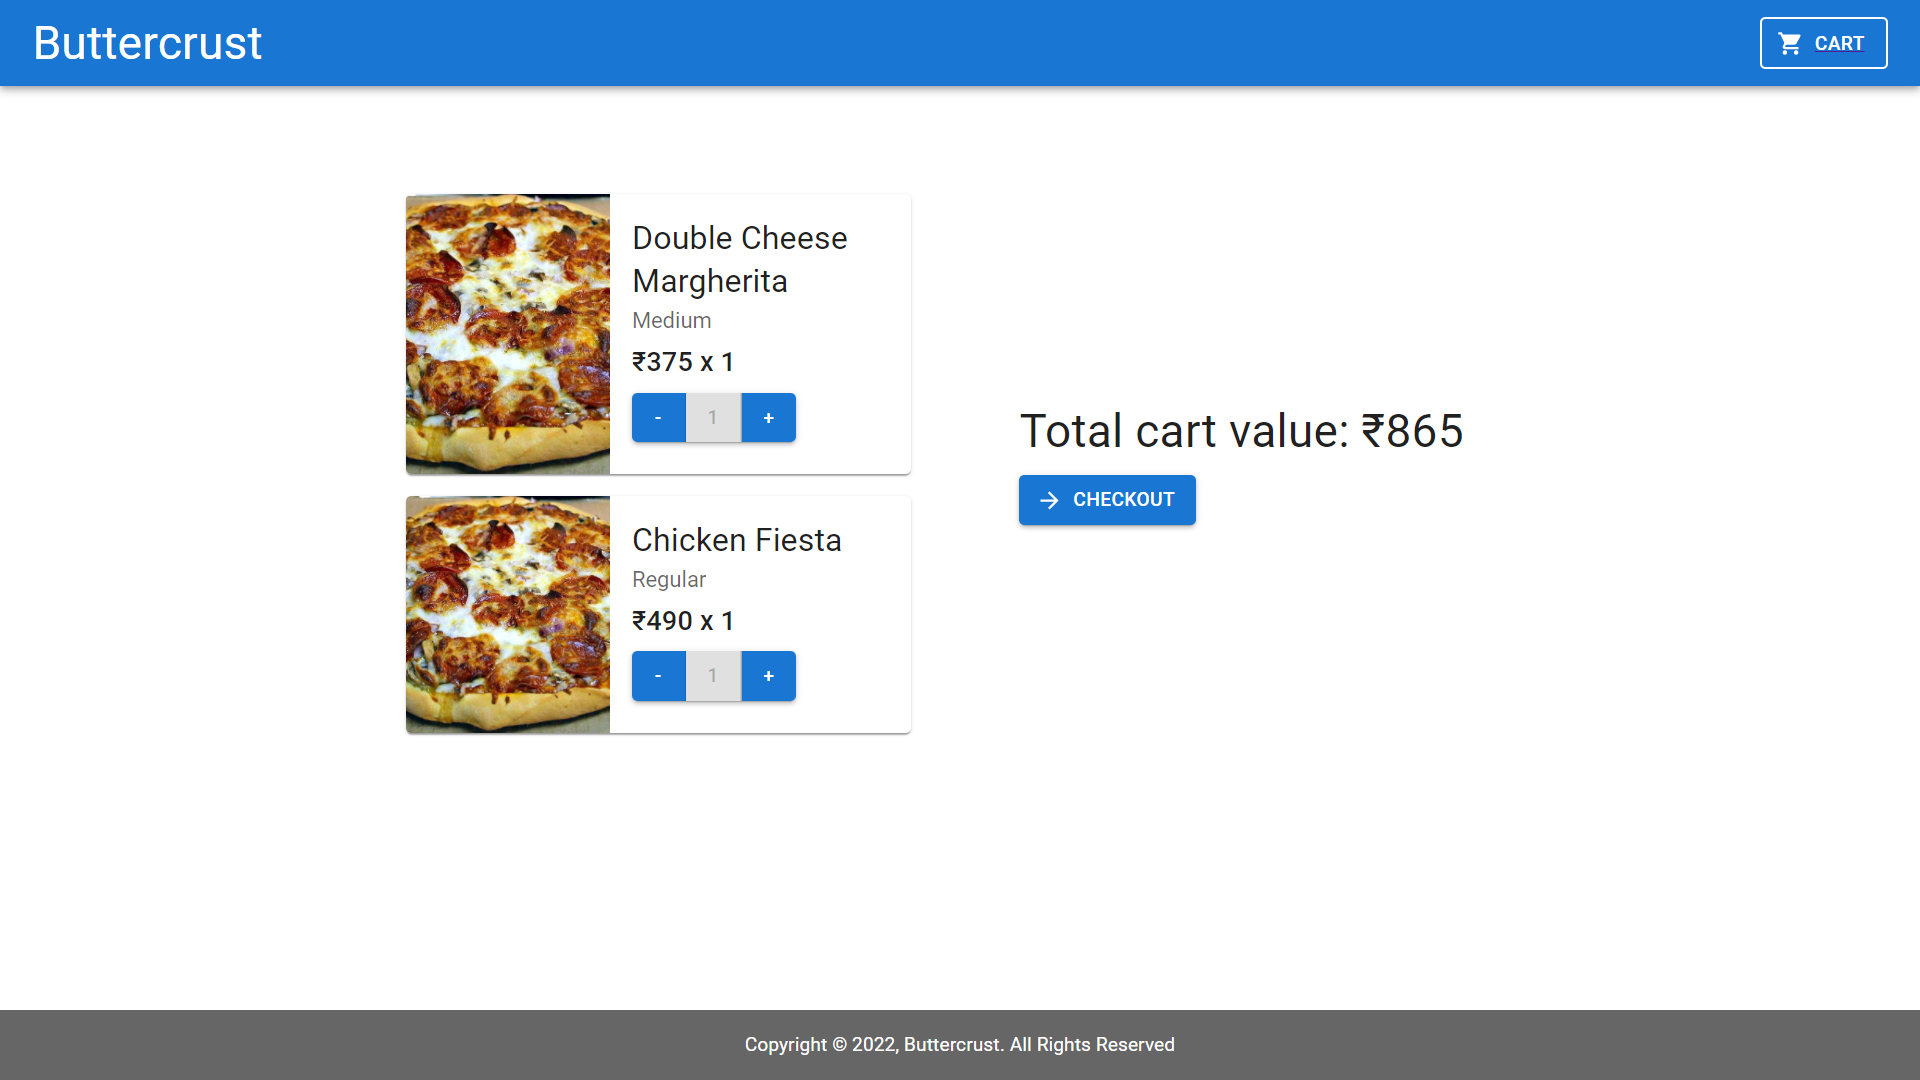 Buttercrust
CART
Double Cheese
Margherita
Medium
₹375 x 1
- 1 +
Chicken Fiesta
Regular
₹490 x 1
- 1 +
Total cart value: ₹865
CHECKOUT
Copyright © 2022, Buttercrust. All Rights Reserved